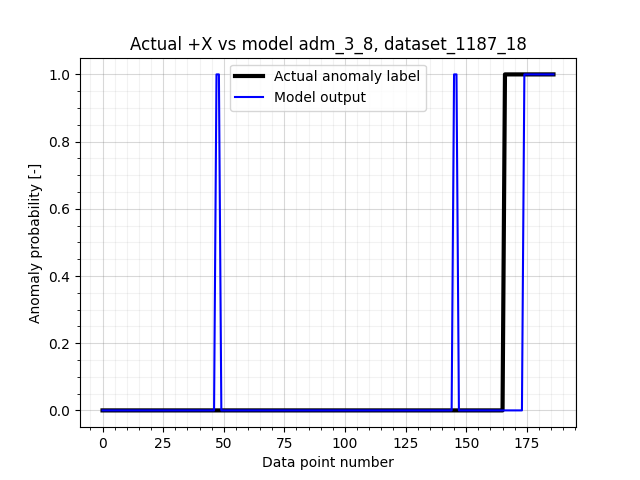 Actual +X vs model adm_3_8, dataset_1187_18
Actual anomaly label
Model output
Anomaly probability [-]
1.0
0.8
0.6
0.4
0.2
0.0
0 25 50 75 100 125 150 175
Data point number